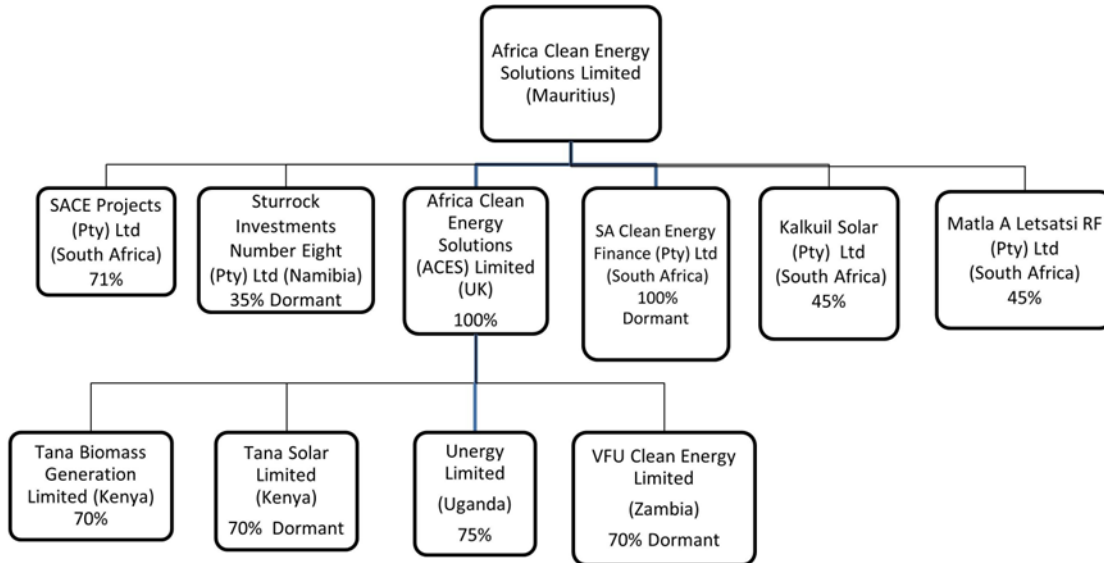 Africa Clean Energy
Solutions Limited
(Mauritius)
SACE Projects
(Pty) Ltd
(South Africa)
71%
Sturrock
Investments
Number Eight
(Pty) Ltd (Namibia)
35% Dormant
Africa Clean
Energy
Solutions
(ACES) Limited
(UK)
100%
SA Clean Energy
Finance (Pty) Ltd
(South Africa)
100%
Dormant
Kalkuil Solar
(Pty) Ltd
(South Africa)
45%
Matla A Letsatsi RF
(Pty) Ltd
(South Africa)
45%
Tana Biomass
Generation
Limited (Kenya)
70%
Tana Solar
Limited
(Kenya)
70% Dormant
Unergy
Limited
(Uganda)
75%
VFU Clean Energy
Limited
(Zambia)
70% Dormant